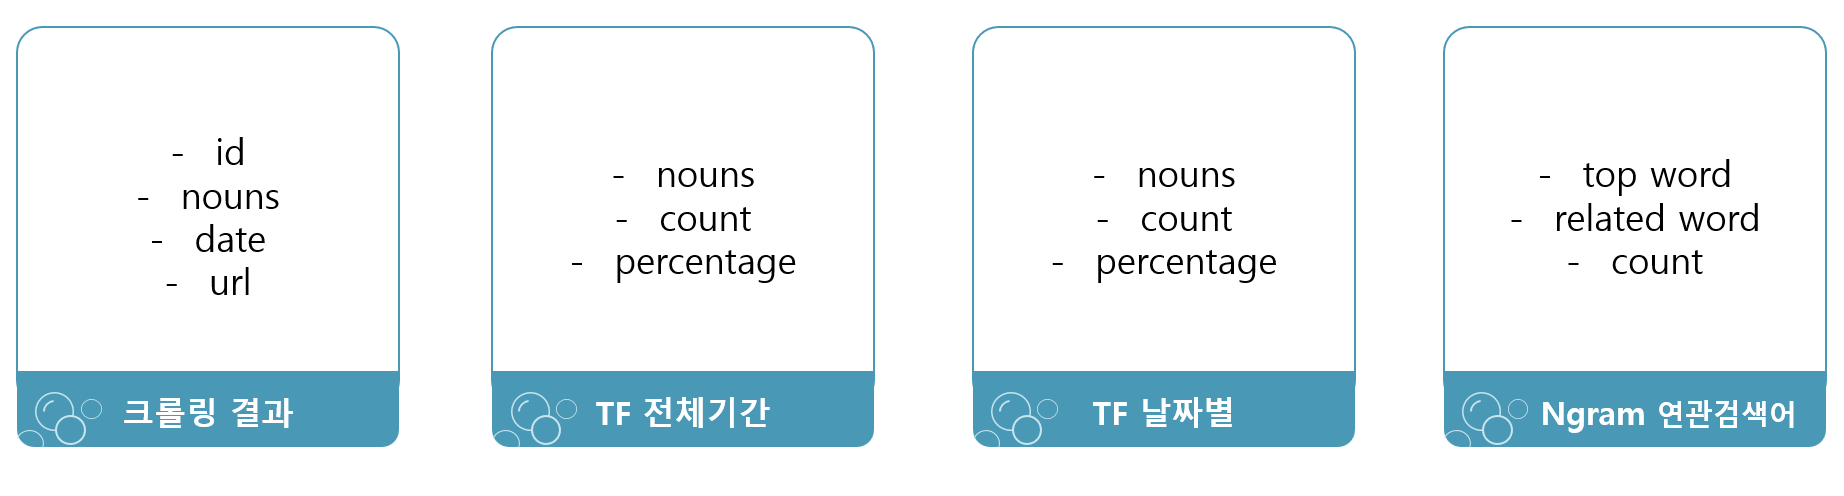 - id
- nouns
- date
- url
크롤링 결과
- nouns
- count
- percentage
TF 전체기간
- nouns
- count
- percentage
TF 날짜별
- top word
- related word
- count
Ngram 연관검색어